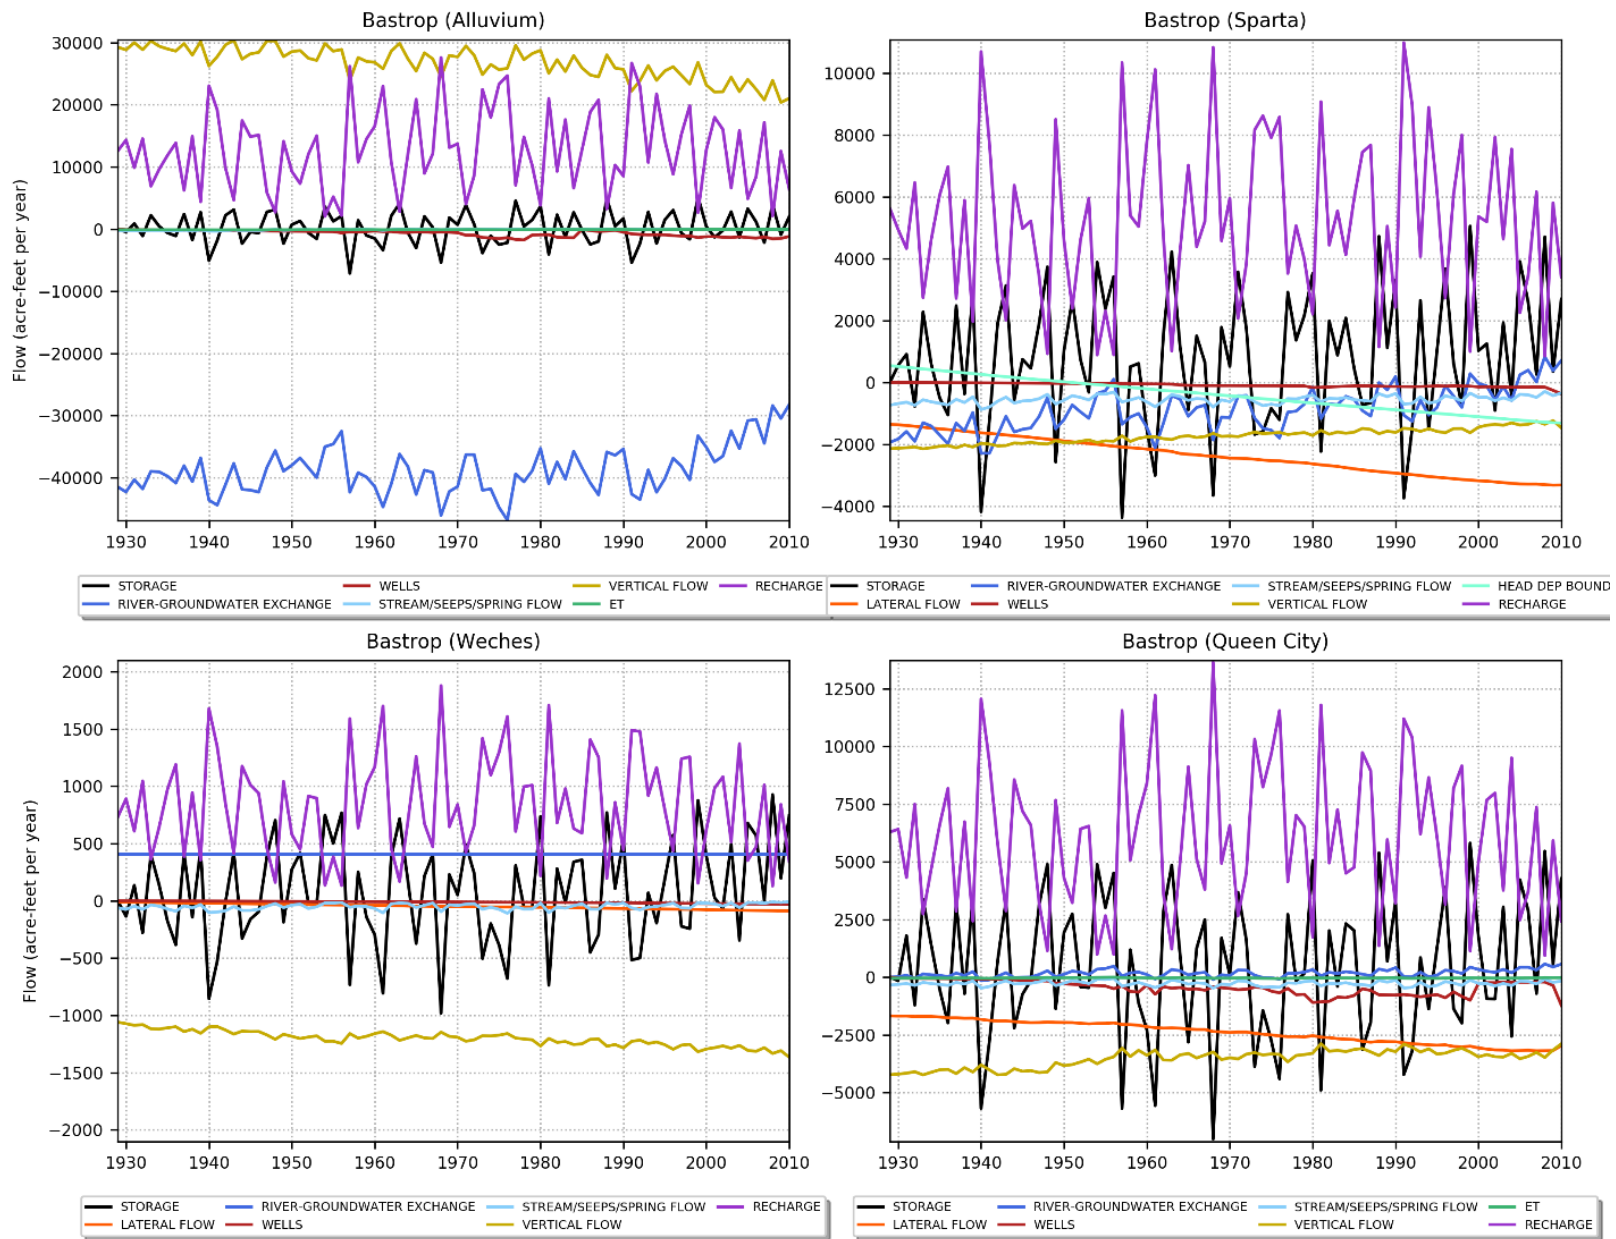 Bastrop (Alluvium)
Flow (acre-feet per year)
30000
20000
10000
0
−10000
−20000
−30000
−40000
1930 1940 1950 1960 1970 1980 1990 2000 2010
STORAGE WELLS VERTICAL FLOW RECHARGE
RIVER-GROUNDWATER EXCHANGE STREAM/SEEPS/SPRING FLOW ET
Bastrop (Sparta)
10000
8000
6000
4000
2000
0
−2000
−4000
1930 1940 1950 1960 1970 1980 1990 2000 2010
STORAGE RIVER-GROUNDWATER EXCHANGE STREAM/SEEPS/SPRING FLOW HEAD DEP BOUND
LATERAL FLOW WELLS VERTICAL FLOW RECHARGE
Bastrop (Weches)
Flow (acre-feet per year)
2000
1500
1000
500
0
−500
−1000
−1500
−2000
1930 1940 1950 1960 1970 1980 1990 2000 2010
STORAGE RIVER-GROUNDWATER EXCHANGE STREAM/SEEPS/SPRING FLOW RECHARGE
LATERAL FLOW WELLS VERTICAL FLOW
Bastrop (Queen City)
12500
10000
7500
5000
2500
0
−2500
−5000
1930 1940 1950 1960 1970 1980 1990 2000 2010
STORAGE RIVER-GROUNDWATER EXCHANGE STREAM/SEEPS/SPRING FLOW ET
LATERAL FLOW WELLS VERTICAL FLOW RECHARGE